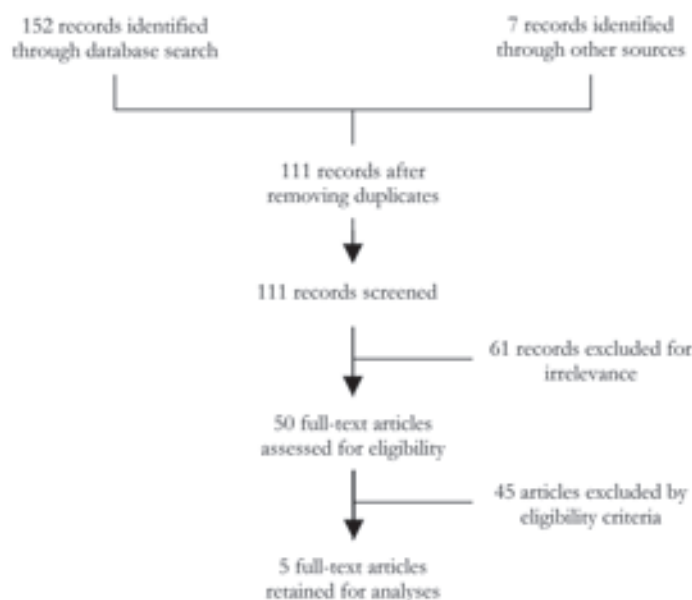 152 records identified
through database search
7 records identified
through other sources
111 records after
removing duplicates
111 records screened
61 records excluded for
irrelevance
50 full-text articles
assessed for eligibility
45 articles excluded by
eligibility criteria
5 full-text articles
retained for analyses